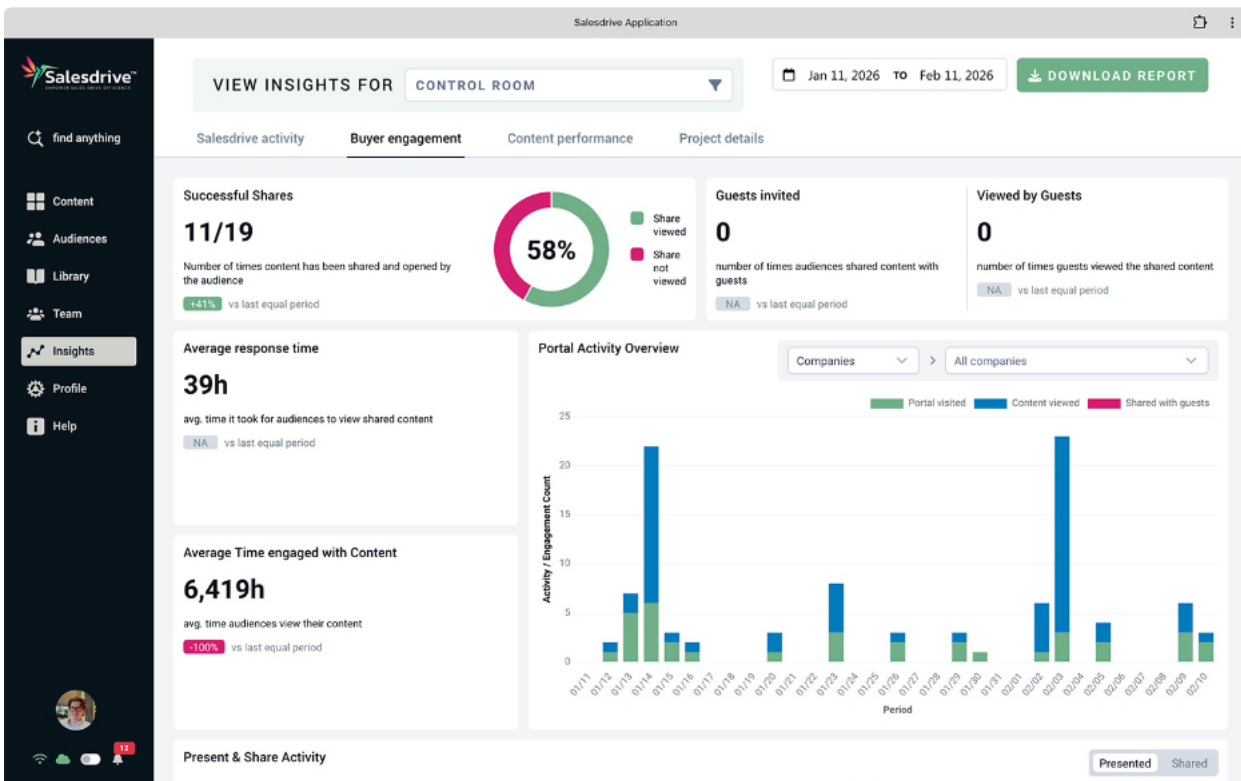 Salesdrive Application
Salesdrive™
EMPOWER SALES, DRIVE EFFICIENCY
find anything
Content
Audiences
Library
Team
Insights
Profile
Help
12
VIEW INSIGHTS FOR
CONTROL ROOM
Jan 11, 2026 TO Feb 11, 2026
DOWNLOAD REPORT
Salesdrive activity
Buyer engagement
Content performance
Project details
Successful Shares
11/19
Number of times content has been shared and opened by
the audience
+41% vs last equal period
58%
Share
viewed
Share
not
viewed
Guests invited
0
number of times audiences shared content with
guests
NA vs last equal period
Viewed by Guests
0
number of times guests viewed the shared content
NA vs last equal period
Average response time
39h
avg. time it took for audiences to view shared content
NA vs last equal period
Average Time engaged with Content
6,419h
avg. time audiences view their content
-100% vs last equal period
Portal Activity Overview
Companies
>
All companies
Portal visited
Content viewed
Shared with guests
Activity / Engagement Count
25
20
15
10
5
0
01/11
01/12
01/13
01/14
01/15
01/16
01/17
01/18
01/19
01/20
01/21
01/22
01/23
01/24
01/25
01/26
01/27
01/28
01/29
01/30
01/31
02/01
02/02
02/03
02/04
02/05
02/06
02/07
02/08
02/09
02/10
Period
Present & Share Activity
Presented
Shared